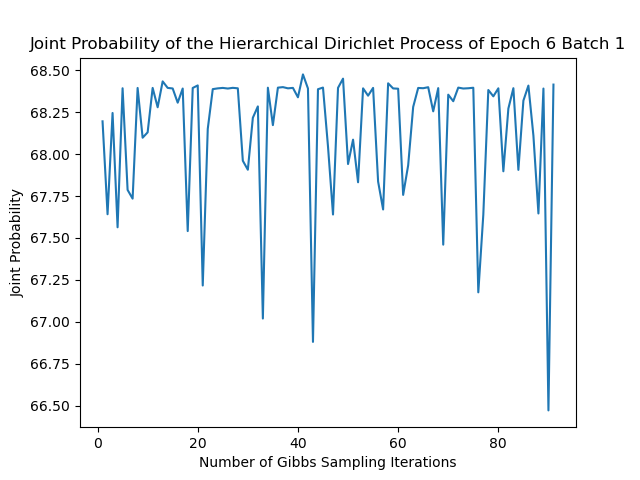 Joint Probability of the Hierarchical Dirichlet Process of Epoch 6 Batch 1
68.50
68.25
68.00
67.75
67.50
67.25
67.00
66.75
66.50
Joint Probability
0 20 40 60 80
Number of Gibbs Sampling Iterations